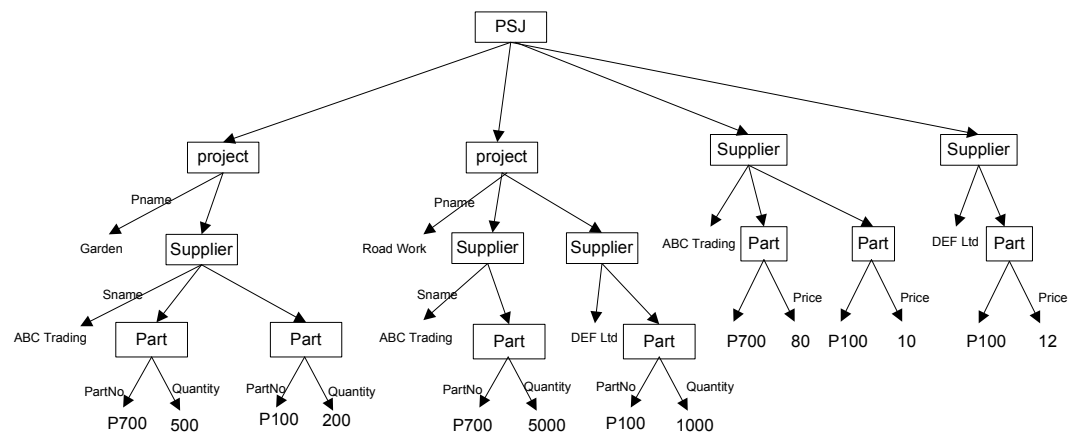 PSJ
project project Supplier Supplier
Pname Pname
Garden Supplier Road Work Supplier Supplier ABC Trading Part Part DEF Ltd Part
Sname Sname Price Price Price
ABC Trading Part Part ABC Trading Part DEF Ltd Part P700 80 P100 10 P100 12
PartNo Quantity PartNo Quantity PartNo Quantity PartNo Quantity
P700 500 P100 200 P700 5000 P100 1000